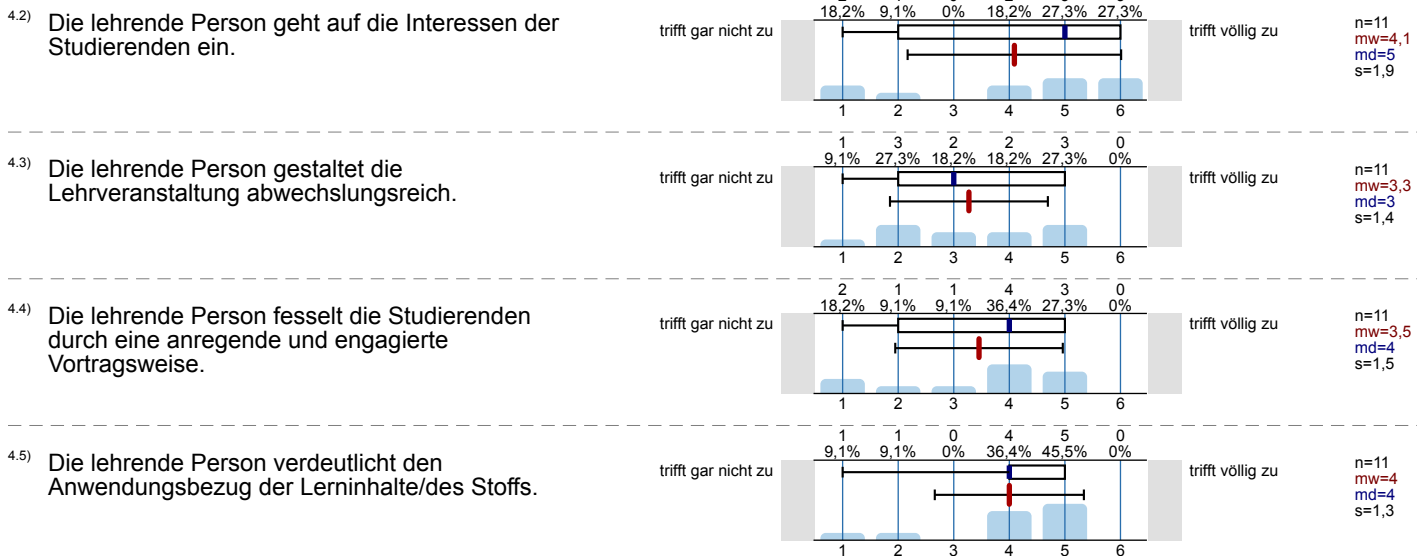 18,2% 9,1% 0% 18,2% 27,3% 27,3%
4.2) Die lehrende Person geht auf die Interessen der
Studierenden ein.
trifft gar nicht zu
trifft völlig zu
n=11
mw=4,1
md=5
s=1,9
1 2 3 4 5 6
1 3 2 2 3 0
9,1% 27,3% 18,2% 18,2% 27,3% 0%
4.3) Die lehrende Person gestaltet die
Lehrveranstaltung abwechslungsreich.
trifft gar nicht zu
trifft völlig zu
n=11
mw=3,3
md=3
s=1,4
1 2 3 4 5 6
2 1 1 4 3 0
18,2% 9,1% 9,1% 36,4% 27,3% 0%
4.4) Die lehrende Person fesselt die Studierenden
durch eine anregende und engagierte
Vortragsweise.
trifft gar nicht zu
trifft völlig zu
n=11
mw=3,5
md=4
s=1,5
1 2 3 4 5 6
1 1 0 4 5 0
9,1% 9,1% 0% 36,4% 45,5% 0%
4.5) Die lehrende Person verdeutlicht den
Anwendungsbezug der Lerninhalte/des Stoffs.
trifft gar nicht zu
trifft völlig zu
n=11
mw=4
md=4
s=1,3
1 2 3 4 5 6